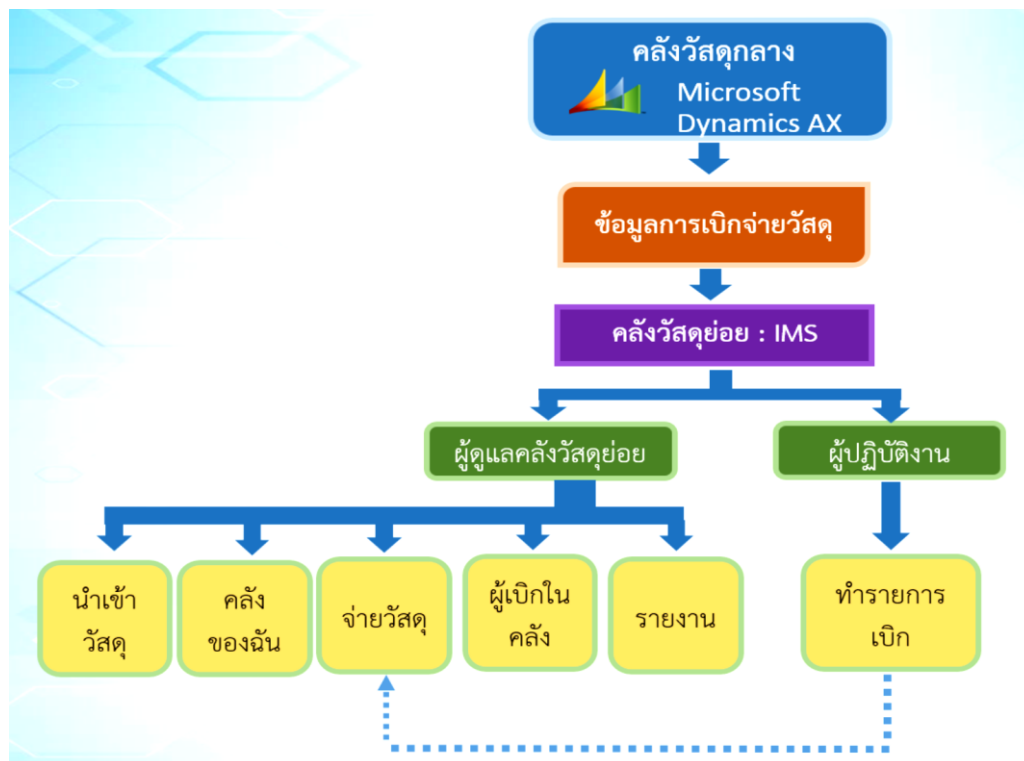 คลังวัสดุกลาง
Microsoft
Dynamics AX
ข้อมูลการเบิกจ่ายวัสดุ
คลังวัสดุย่อย : IMS
ผู้ดูแลคลังวัสดุย่อย
ผู้ปฏิบัติงาน
นำเข้า
วัสดุ
คลัง
ของฉัน
จ่ายวัสดุ
ผู้เบิกใน
คลัง
รายงาน
ทำรายการ
เบิก